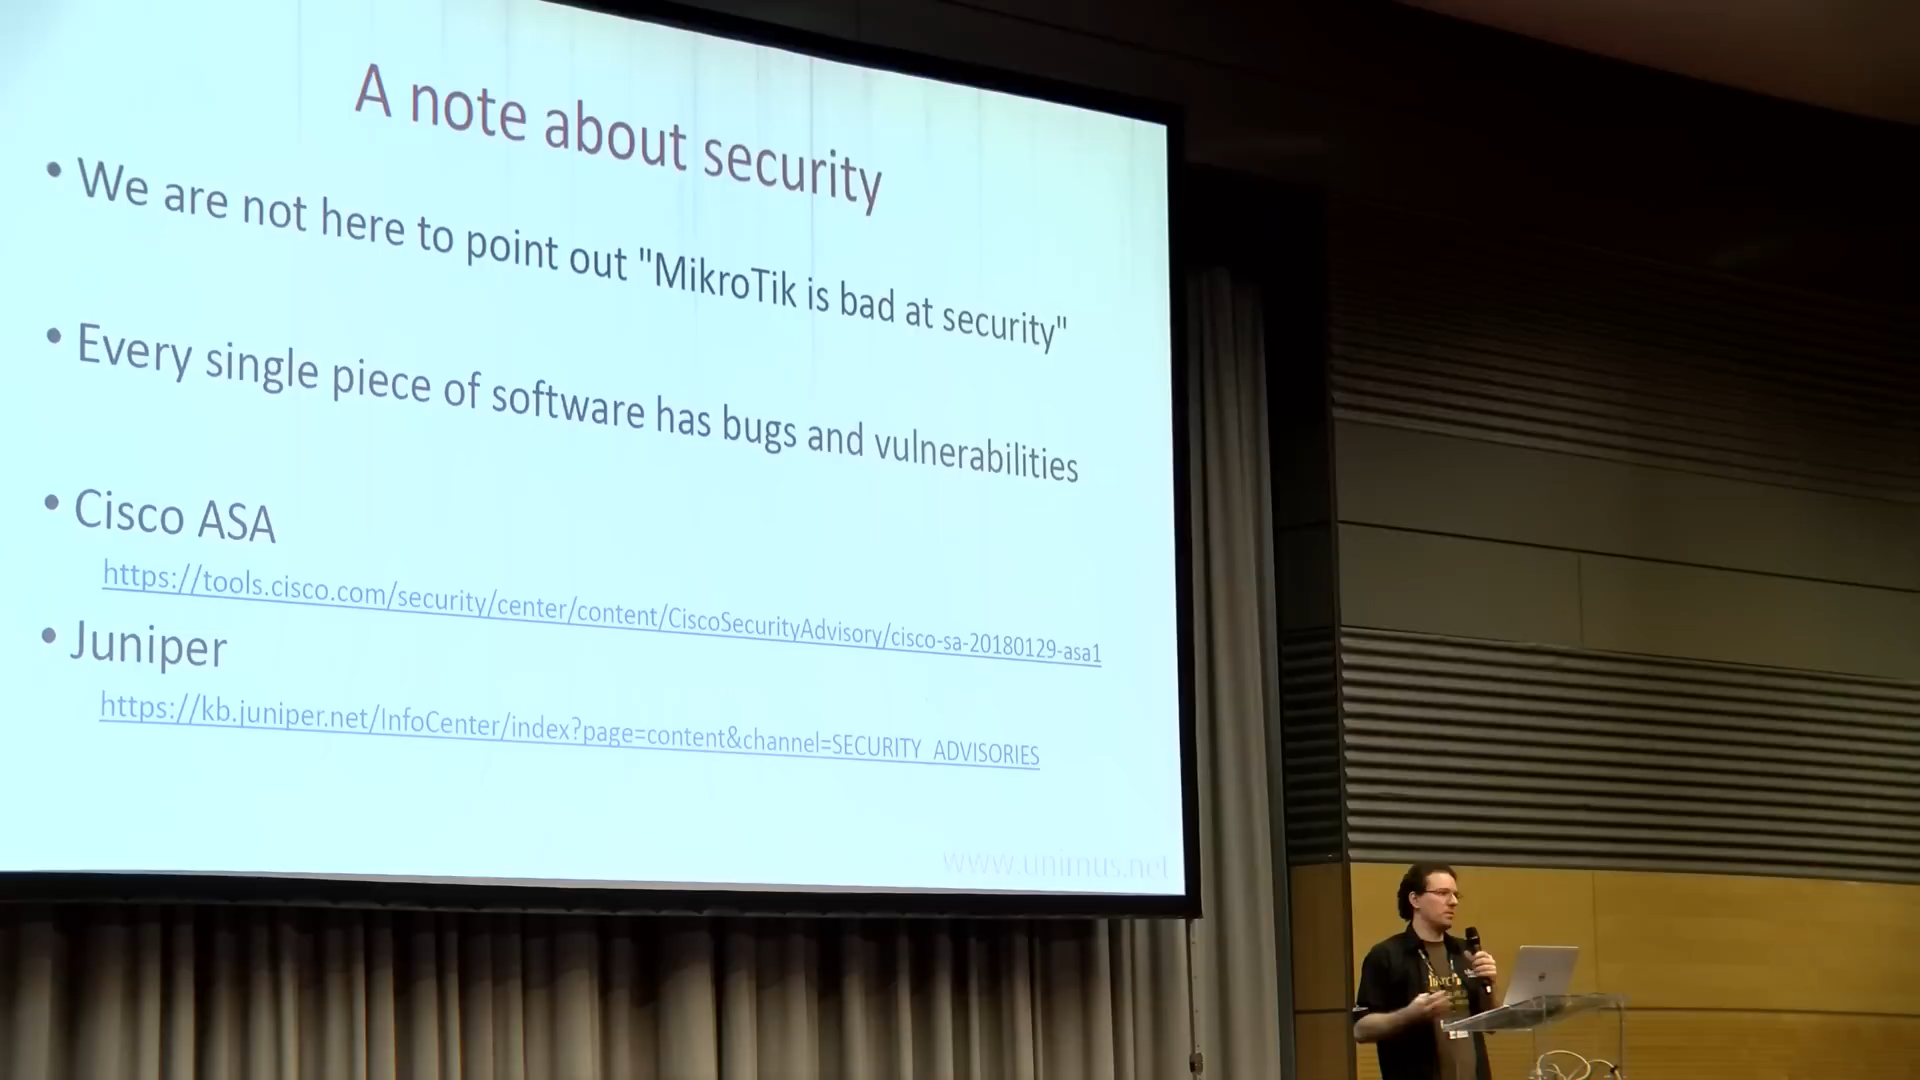 A note about security
• We are not here to point out "MikroTik is bad at security"
• Every single piece of software has bugs and vulnerabilities
• Cisco ASA
https://tools.cisco.com/security/center/content/CiscoSecurityAdvisory/cisco-sa-20180129-asa1
• Juniper
https://kb.juniper.net/InfoCenter/index?page=content&channel=SECURITY_ADVISORIES
www.unimus.net